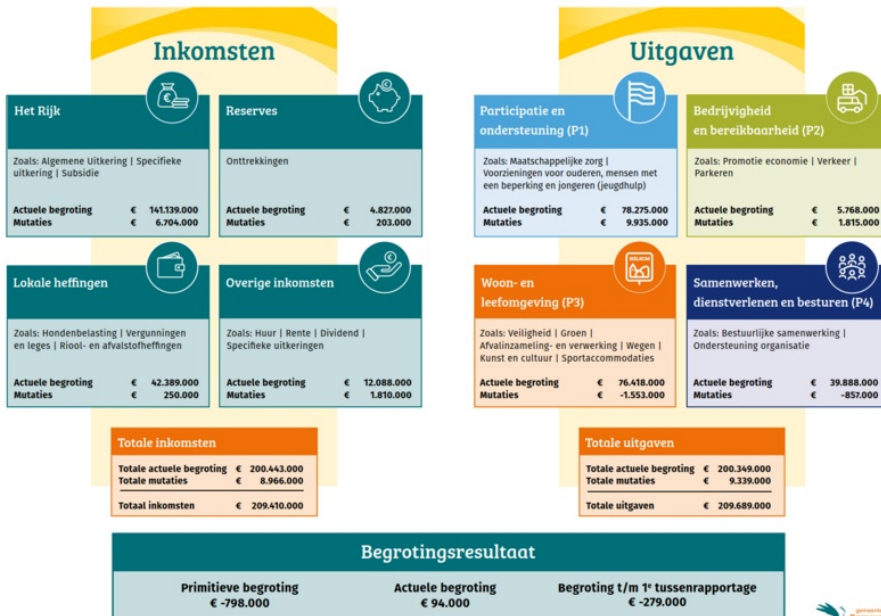 Inkomsten
Het Rijk
Zoals: Algemene Uitkering | Specifieke
uitkering | Subsidie
Actuele begroting € 141.139.000
Mutaties € 6.704.000
Reserves
Onttrekkingen
Actuele begroting € 4.827.000
Mutaties € 203.000
Lokale heffingen
Zoals: Hondenbelasting | Vergunningen
en leges | Riool- en afvalstofheffingen
Actuele begroting € 42.389.000
Mutaties € 250.000
Overige inkomsten
Zoals: Huur | Rente | Dividend |
Specifieke uitkeringen
Actuele begroting € 12.088.000
Mutaties € 1.810.000
Totale inkomsten
Totale actuele begroting € 200.443.000
Totale mutaties € 8.966.000
Totaal inkomsten € 209.410.000
Uitgaven
Participatie en
ondersteuning (P1)
Zoals: Maatschappelijke zorg |
Voorzieningen voor ouderen, mensen met
een beperking en jongeren (jeugdhulp)
Actuele begroting € 78.275.000
Mutaties € 9.935.000
Bedrijvigheid
en bereikbaarheid (P2)
Zoals: Promotie economie | Verkeer |
Parkeren
Actuele begroting € 5.768.000
Mutaties € 1.815.000
Woon- en
leefomgeving (P3)
WELKOM
Zoals: Veiligheid | Groen |
Afvalinzameling- en verwerking | Wegen |
Kunst en cultuur | Sportaccommodaties
Actuele begroting € 76.418.000
Mutaties € -1.553.000
Samenwerken,
dienstverlenen en besturen (P4)
Zoals: Bestuurlijke samenwerking |
Ondersteuning organisatie
Actuele begroting € 39.888.000
Mutaties € -857.000
Totale uitgaven
Totale actuele begroting € 200.349.000
Totale mutaties € 9.339.000
Totale uitgaven € 209.689.000
Begrotingsresultaat
Primitieve begroting
€ -798.000
Actuele begroting
€ 94.000
Begroting t/m 1e tussenrapportage
€ -279.000
gemeente